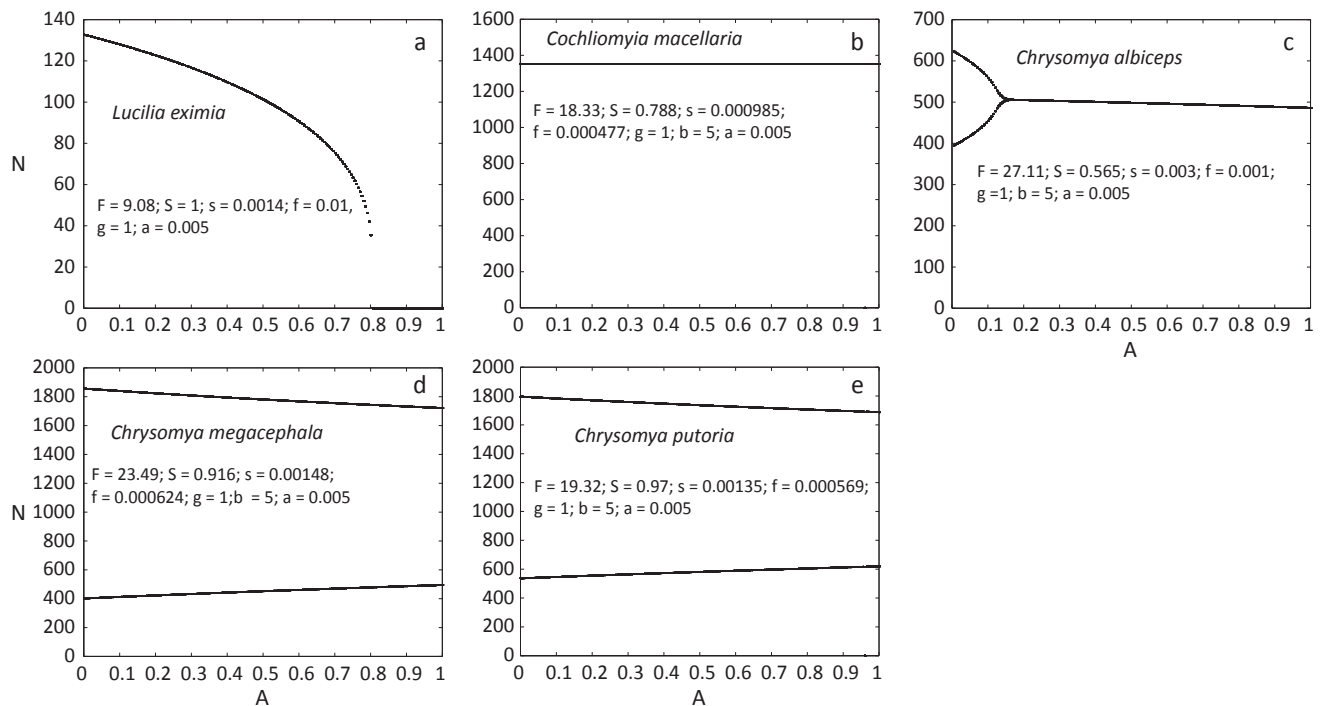 a
Lucilia eximia
F = 9.08; S = 1; s = 0.0014; f = 0.01,
g = 1; a = 0.005
N
140
120
100
80
60
40
20
0
0 0.1 0.2 0.3 0.4 0.5 0.6 0.7 0.8 0.9 1
b
Cochliomyia macellaria
F = 18.33; S = 0.788; s = 0.000985;
f = 0.000477; g = 1; b = 5; a = 0.005
1600
1400
1200
1000
800
600
400
200
0
0 0.1 0.2 0.3 0.4 0.5 0.6 0.7 0.8 0.9 1
c
Chrysomya albiceps
F = 27.11; S = 0.565; s = 0.003; f = 0.001;
g =1; b = 5; a = 0.005
700
600
500
400
300
200
100
0
0 0.1 0.2 0.3 0.4 0.5 0.6 0.7 0.8 0.9 1
A
d
Chrysomya megacephala
F = 23.49; S = 0.916; s = 0.00148;
f = 0.000624; g = 1;b = 5; a = 0.005
N
2000
1800
1600
1400
1200
1000
800
600
400
200
0
0 0.1 0.2 0.3 0.4 0.5 0.6 0.7 0.8 0.9 1
A
e
Chrysomya putoria
F = 19.32; S = 0.97; s = 0.00135; f = 0.000569;
g = 1; b = 5; a = 0.005
2000
1800
1600
1400
1200
1000
800
600
400
200
0
0 0.1 0.2 0.3 0.4 0.5 0.6 0.7 0.8 0.9 1
A